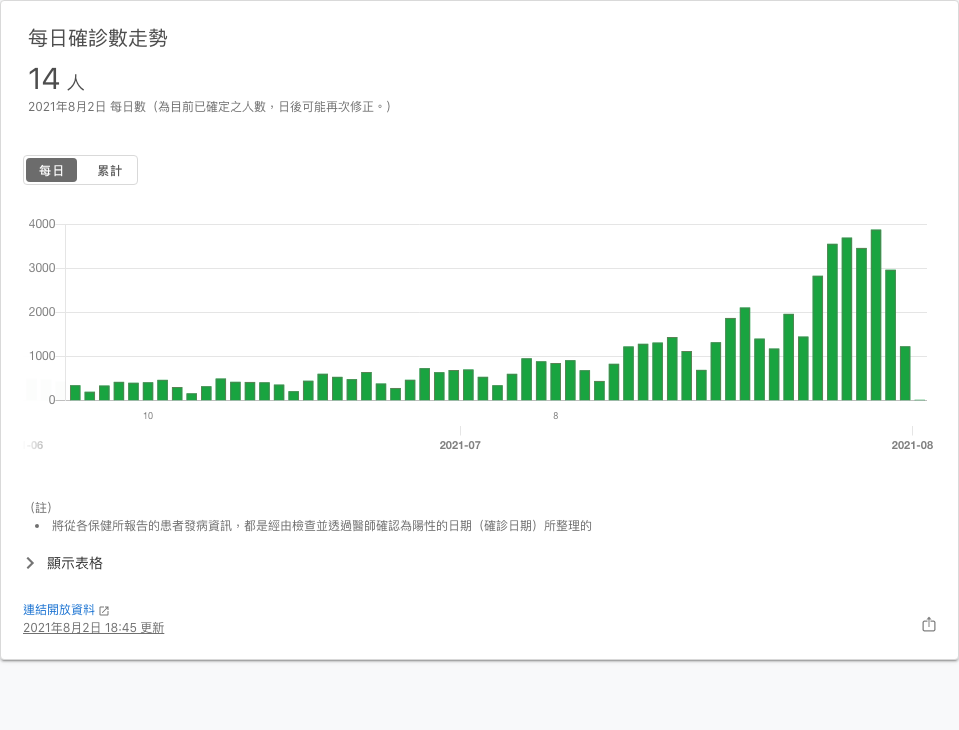 每日確診數走勢
14 人
2021年8月2日 每日數（為目前已確定之人數，日後可能再次修正。）
每日 累計
4000
3000
2000
1000
0
10 8
-06 2021-07 2021-08
（註）
• 將從各保健所報告的患者發病資訊，都是經由檢查並透過醫師確認為陽性的日期（確診日期）所整理的
顯示表格
連結開放資料
2021年8月2日 18:45 更新